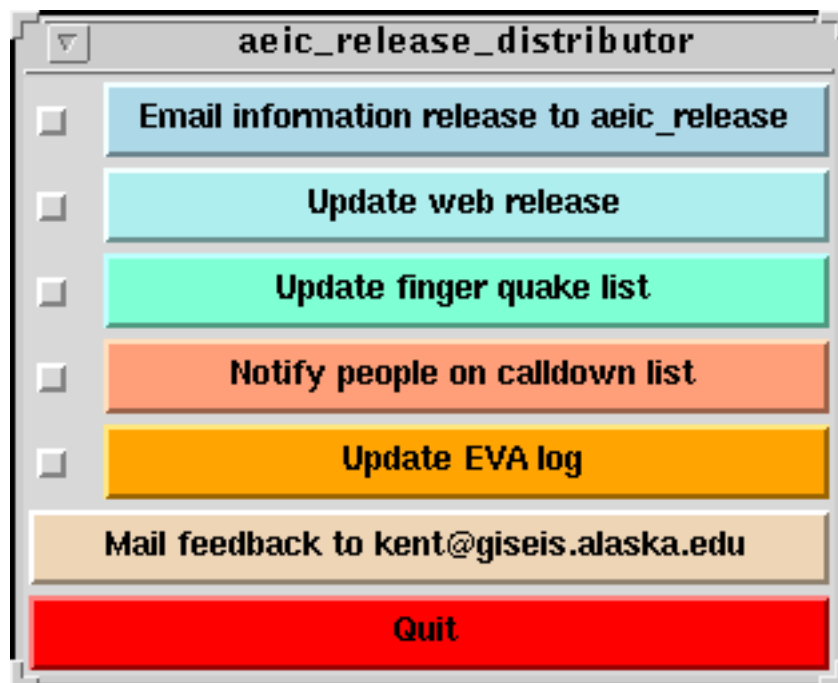 aeic_release_distributor
Email information release to aeic_release
Update web release
Update finger quake list
Notify people on calldown list
Update EVA log
Mail feedback to kent@giseis.alaska.edu
Quit